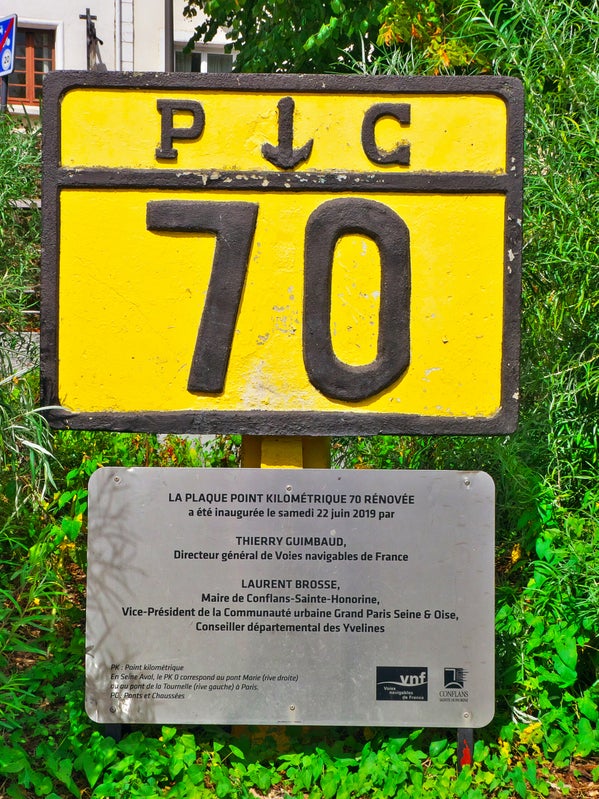 P ↓ C
70
LA PLAQUE POINT KILOMÉTRIQUE 70 RÉNOVÉE
a été inaugurée le samedi 22 juin 2019 par
THIERRY GUIMBAUD,
Directeur général de Voies navigables de France
LAURENT BROSSE,
Maire de Conflans-Sainte-Honorine,
Vice-Président de la Communauté urbaine Grand Paris Seine & Oise,
Conseiller départemental des Yvelines
PK : Point kilométrique
En Seine Aval, le PK 0 correspond au pont Marie (rive droite)
ou au pont de la Tournelle (rive gauche) à Paris.
PC : Ponts et Chaussées
vnf
Voies
navigables
de France
CONFLANS
SAINTE-HONORINE
20